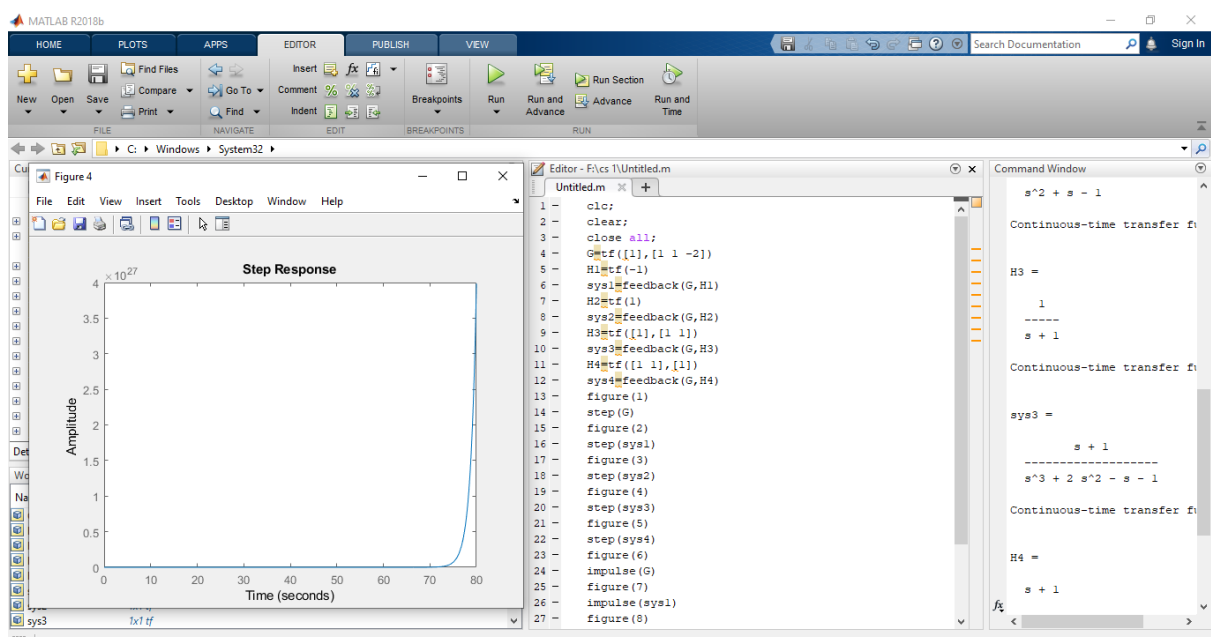 MATLAB R2018b
HOME PLOTS APPS EDITOR PUBLISH VIEW
Search Documentation
Sign In
New
Open
Save
Find Files
Compare
Print
FILE
Go To
Find
NAVIGATE
Insert
Comment
Indent
EDIT
Breakpoints
BREAKPOINTS
Run
Run and Advance
Run Section
Advance
Run and Time
RUN
C: Windows System32
Cu
Det
Wo
Na
sys3 1x1 tf
Figure 4
File Edit View Insert Tools Desktop Window Help
Step Response
×10^27
4
3.5
3
2.5
2
1.5
1
0.5
0
Amplitude
0 10 20 30 40 50 60 70 80
Time (seconds)
Editor - F:\cs 1\Untitled.m
Untitled.m
1 - clc;
2 - clear;
3 - close all;
4 - G=tf([1],[1 1 -2])
5 - H1=tf(-1)
6 - sys1=feedback(G,H1)
7 - H2=tf(1)
8 - sys2=feedback(G,H2)
9 - H3=tf([1],[1 1])
10 - sys3=feedback(G,H3)
11 - H4=tf([1 1],[1])
12 - sys4=feedback(G,H4)
13 - figure(1)
14 - step(G)
15 - figure(2)
16 - step(sys1)
17 - figure(3)
18 - step(sys2)
19 - figure(4)
20 - step(sys3)
21 - figure(5)
22 - step(sys4)
23 - figure(6)
24 - impulse(G)
25 - figure(7)
26 - impulse(sys1)
27 - figure(8)
Command Window
s^2 + s - 1
Continuous-time transfer fu
H3 =
1
-----
s + 1
Continuous-time transfer fu
sys3 =
s + 1
-------------------
s^3 + 2 s^2 - s - 1
Continuous-time transfer fu
H4 =
s + 1
fx